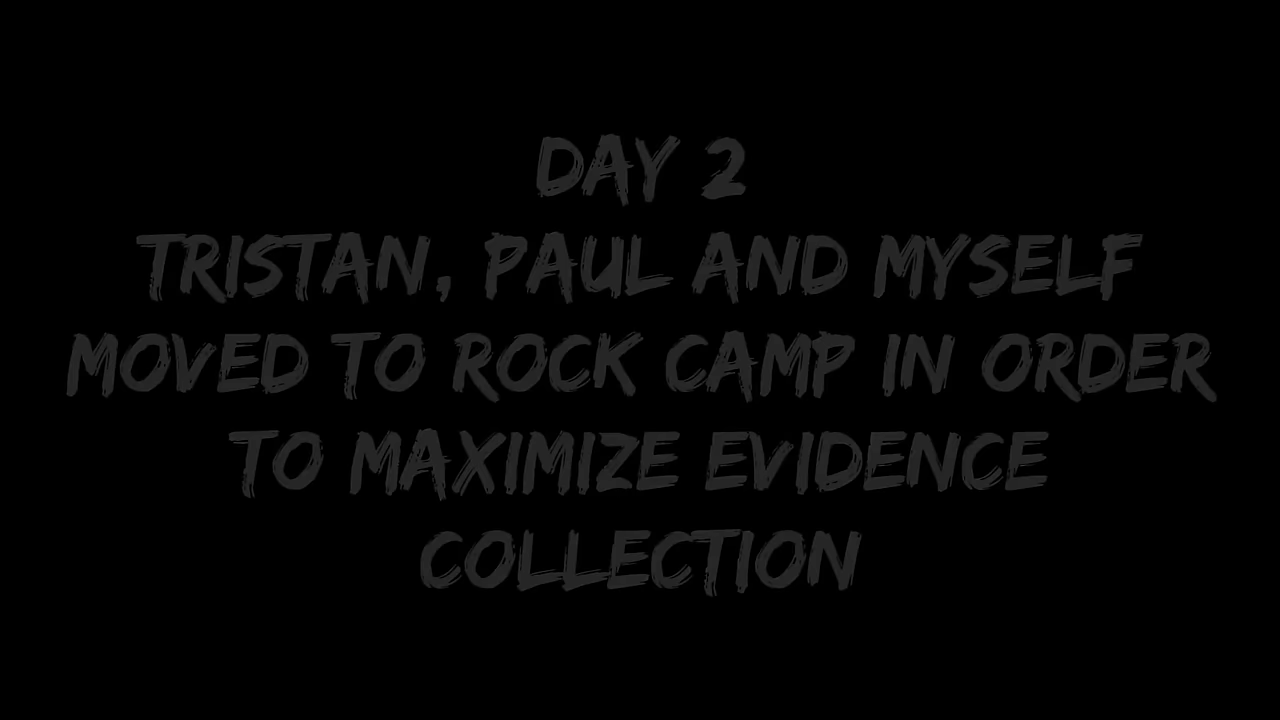 DAY 2
TRISTAN, PAUL AND MYSELF
MOVED TO ROCK CAMP IN ORDER
TO MAXIMIZE EVIDENCE
COLLECTION